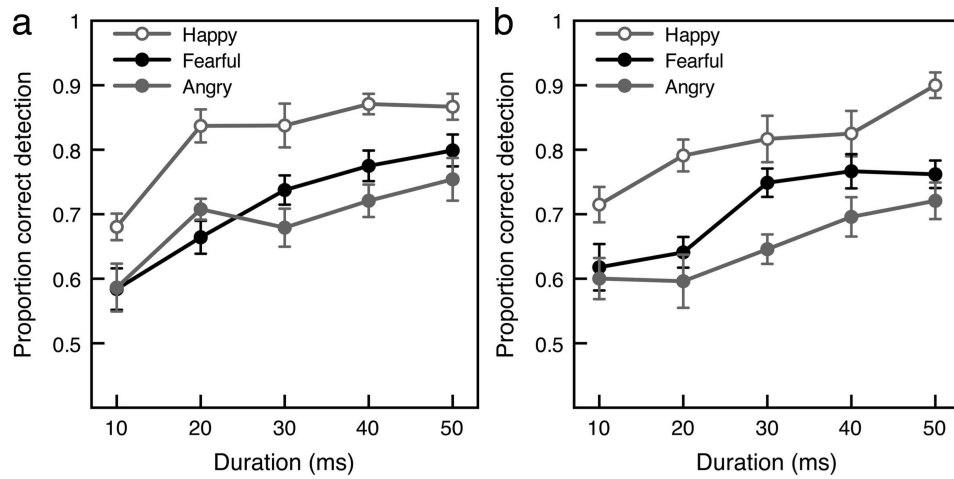 a
Happy
Fearful
Angry
Proportion correct detection
1
0.9
0.8
0.7
0.6
0.5
10 20 30 40 50
Duration (ms)
b
Happy
Fearful
Angry
Proportion correct detection
1
0.9
0.8
0.7
0.6
0.5
10 20 30 40 50
Duration (ms)